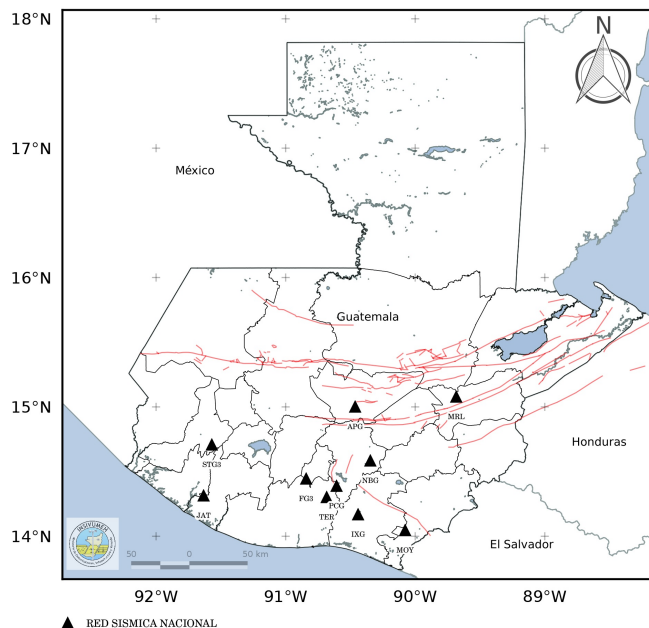 18°N
N
17°N
México
16°N
Guatemala
15°N
APG
MRL
Honduras
STG3
NBG
FG3
PCG
JAT
TER
IXG
14°N
MOY
El Salvador
INSIVUMEH
50 0 50 km
92°W 91°W 90°W 89°W
RED SISMICA NACIONAL